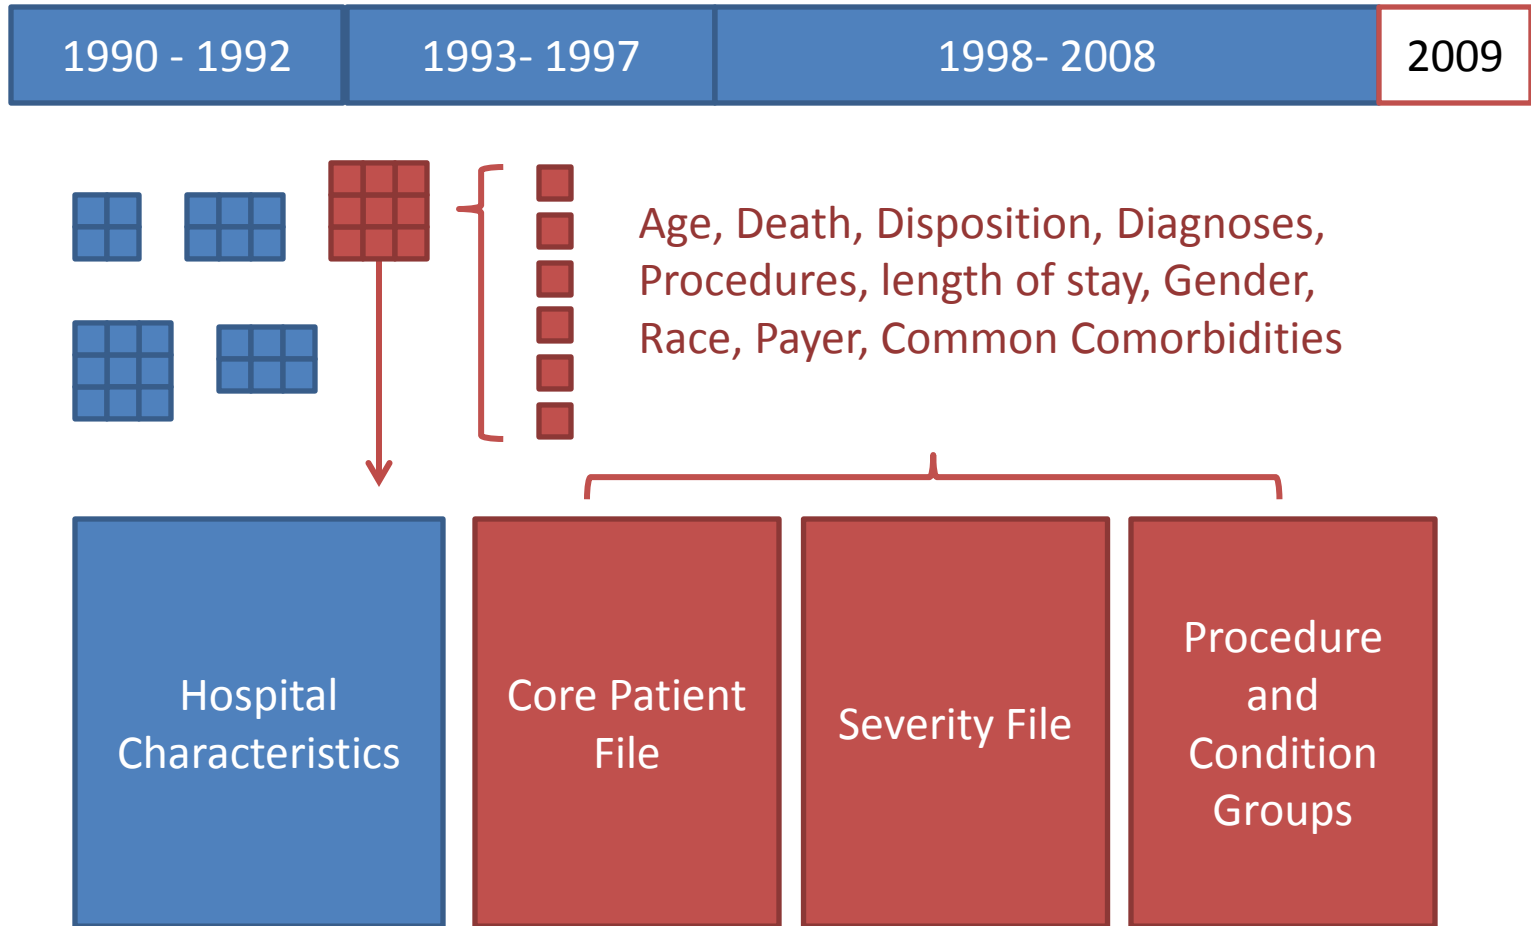 1990 - 1992
1993- 1997
1998- 2008
2009
Age, Death, Disposition, Diagnoses,
Procedures, length of stay, Gender,
Race, Payer, Common Comorbidities
Hospital
Characteristics
Core Patient
File
Severity File
Procedure
and
Condition
Groups